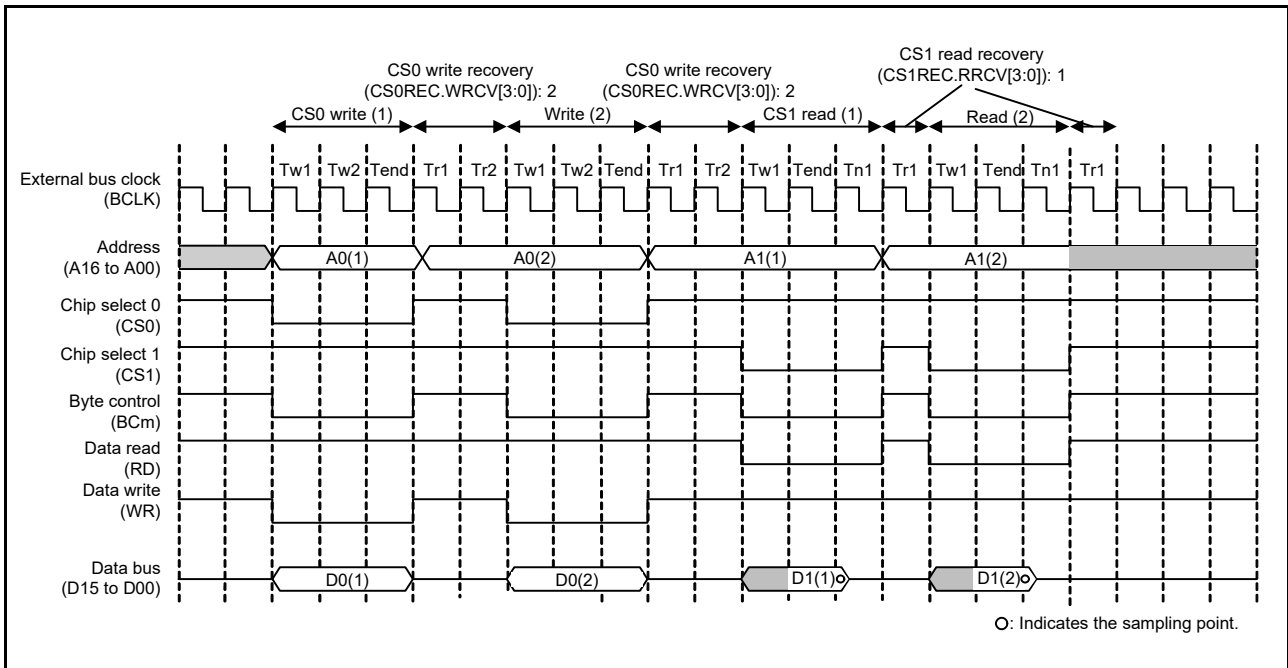 CS1 read recovery
(CS1REC.RRCV[3:0]): 1
CS0 write recovery
(CS0REC.WRCV[3:0]): 2
CS0 write recovery
(CS0REC.WRCV[3:0]): 2
CS0 write (1) Write (2) CS1 read (1) Read (2)
Tw1 Tw2 Tend Tr1 Tr2 Tw1 Tw2 Tend Tr1 Tr2 Tw1 Tend Tn1 Tr1 Tw1 Tend Tn1 Tr1
External bus clock
(BCLK)
Address
(A16 to A00)
A0(1) A0(2) A1(1) A1(2)
Chip select 0
(CS0)
Chip select 1
(CS1)
Byte control
(BCm)
Data read
(RD)
Data write
(WR)
Data bus
(D15 to D00)
D0(1) D0(2) D1(1) D1(2)
: Indicates the sampling point.